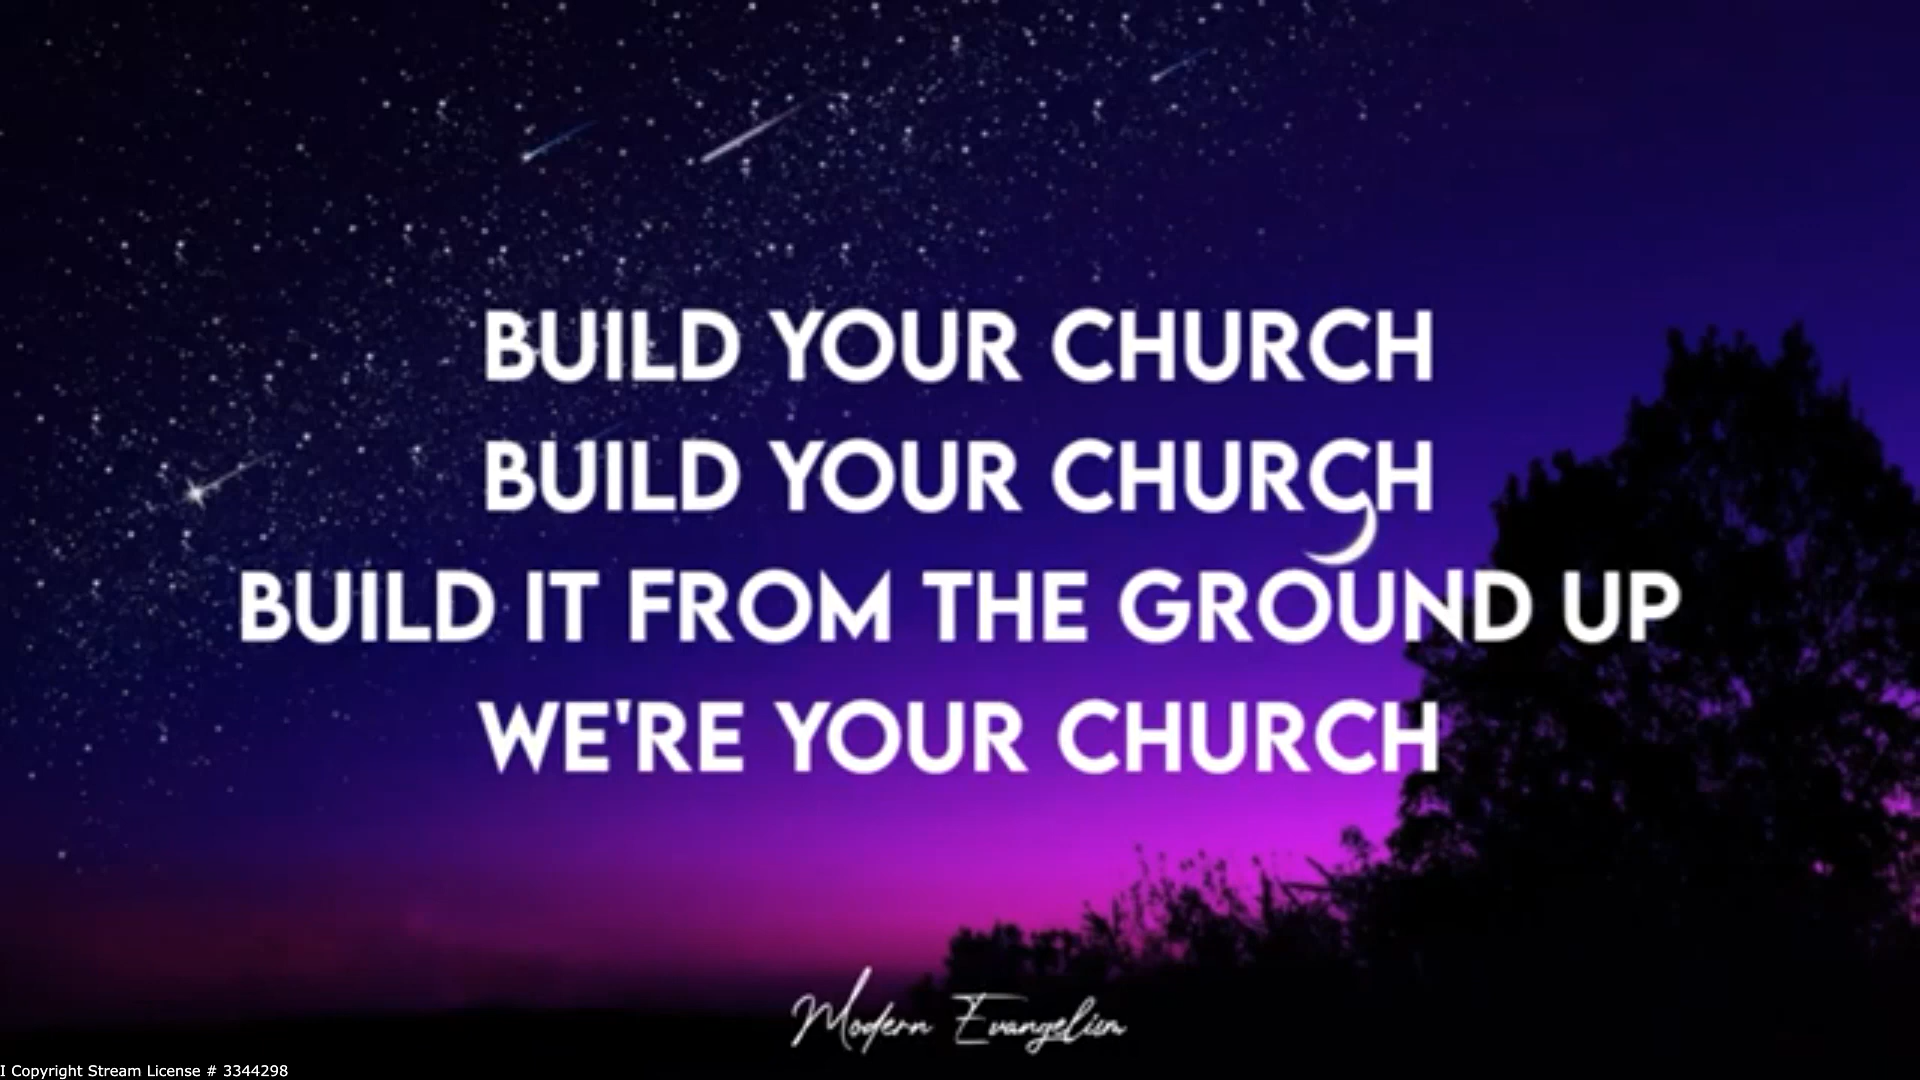 BUILD YOUR CHURCH
BUILD YOUR CHURCH
BUILD IT FROM THE GROUND UP
WE'RE YOUR CHURCH
Modern Evangelism
I Copyright Stream License # 3344298